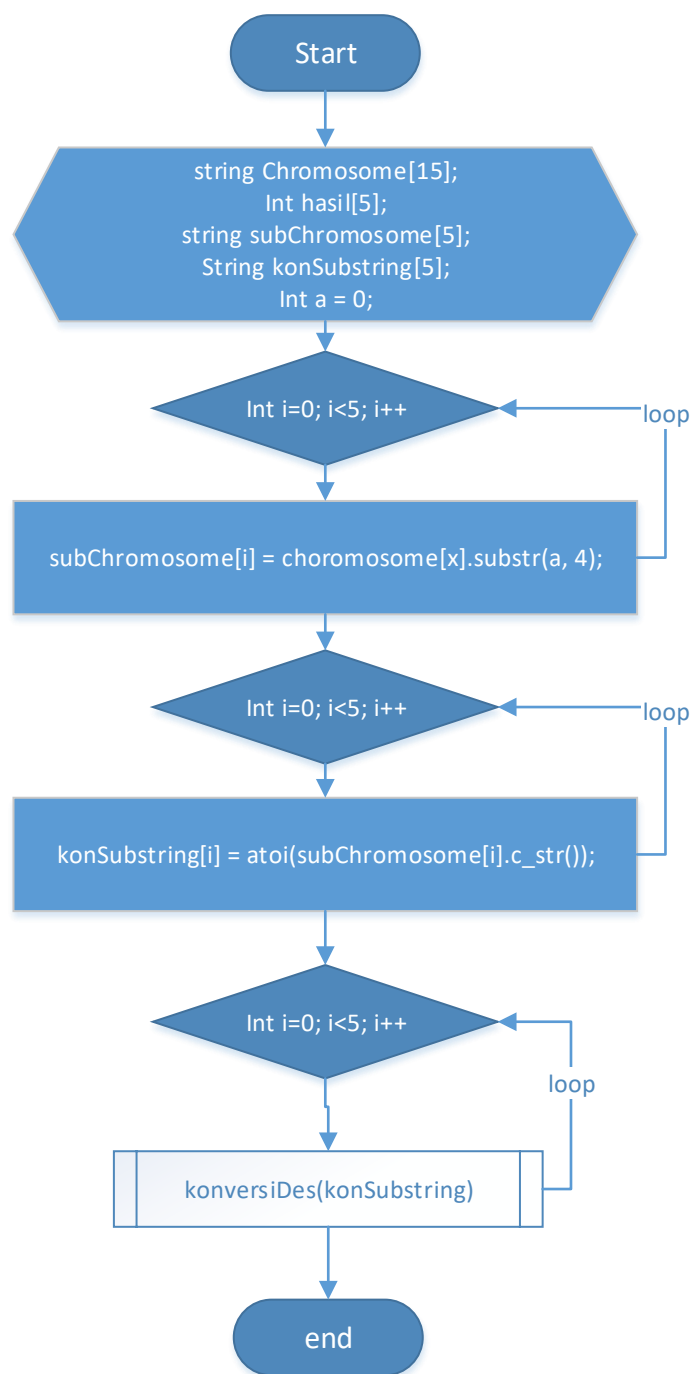 Start
string Chromosome[15];
Int hasil[5];
string subChromosome[5];
String konSubstring[5];
Int a = 0;
Int i=0; i<5; i++
loop
subChromosome[i] = choromosome[x].substr(a, 4);
Int i=0; i<5; i++
loop
konSubstring[i] = atoi(subChromosome[i].c_str());
Int i=0; i<5; i++
loop
konversiDes(konSubstring)
end